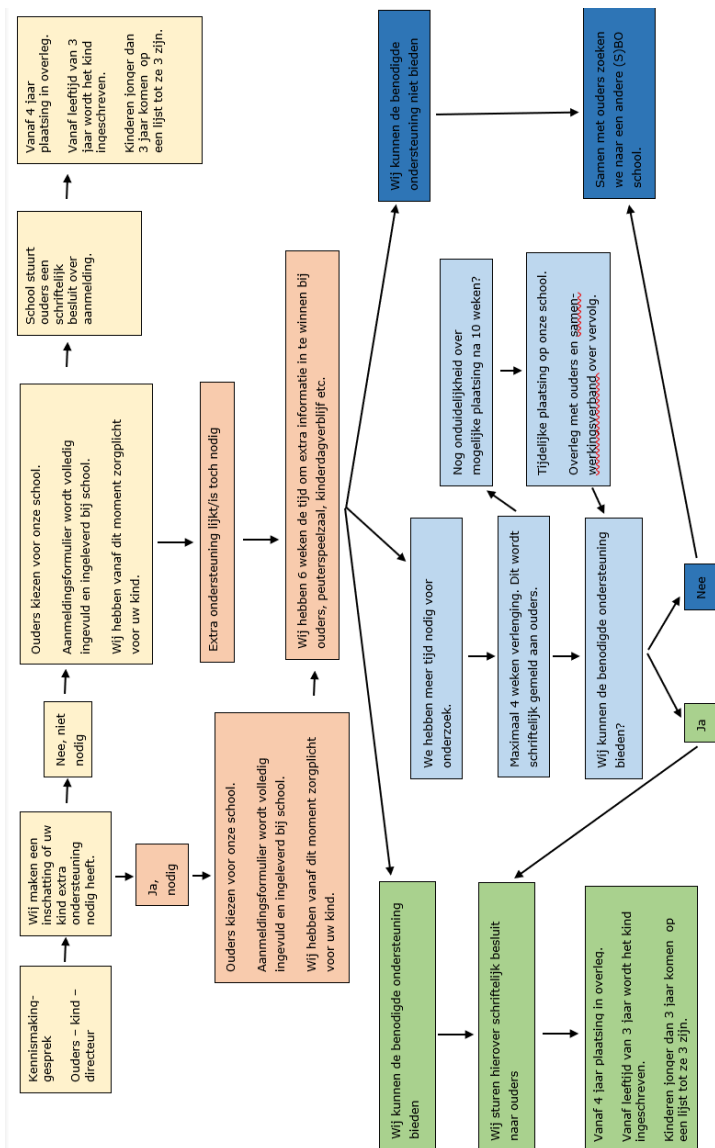 Kennismaking-
gesprek
Ouders – kind –
directeur
Wij maken een
inschatting of uw
kind extra
ondersteuning
nodig heeft.
Nee, niet
nodig
Ouders kiezen voor onze school.
Aanmeldingsformulier wordt volledig
ingevuld en ingeleverd bij school.
Wij hebben vanaf dit moment zorgplicht
voor uw kind.
School stuurt
ouders een
schriftelijk
besluit over
aanmelding.
Vanaf 4 jaar
plaatsing in overleg.
Vanaf leeftijd van 3
jaar wordt het kind
ingeschreven.
Kinderen jonger dan
3 jaar komen op
een lijst tot ze 3 zijn.
Ja,
nodig
Extra ondersteuning lijkt/is toch nodig
Ouders kiezen voor onze school.
Aanmeldingsformulier wordt volledig
ingevuld en ingeleverd bij school.
Wij hebben vanaf dit moment zorgplicht
voor uw kind.
Wij hebben 6 weken de tijd om extra informatie in te winnen bij
ouders, peuterspeelzaal, kinderdagverblijf etc.
Wij kunnen de benodigde ondersteuning
bieden
We hebben meer tijd nodig voor
onderzoek.
Nog onduidelijkheid over
mogelijke plaatsing na 10 weken?
Wij kunnen de benodigde
ondersteuning niet bieden
Wij sturen hierover schriftelijk besluit
naar ouders
Maximaal 4 weken verlenging. Dit wordt
schriftelijk gemeld aan ouders.
Tijdelijke plaatsing op onze school.
Overleg met ouders en samen-
werkingsverband over vervolg.
Vanaf 4 jaar plaatsing in overleg.
Vanaf leeftijd van 3 jaar wordt het kind
ingeschreven.
Kinderen jonger dan 3 jaar komen op
een lijst tot ze 3 zijn.
Wij kunnen de benodigde ondersteuning
bieden?
Samen met ouders zoeken
we naar een andere (S)BO
school.
Ja
Nee